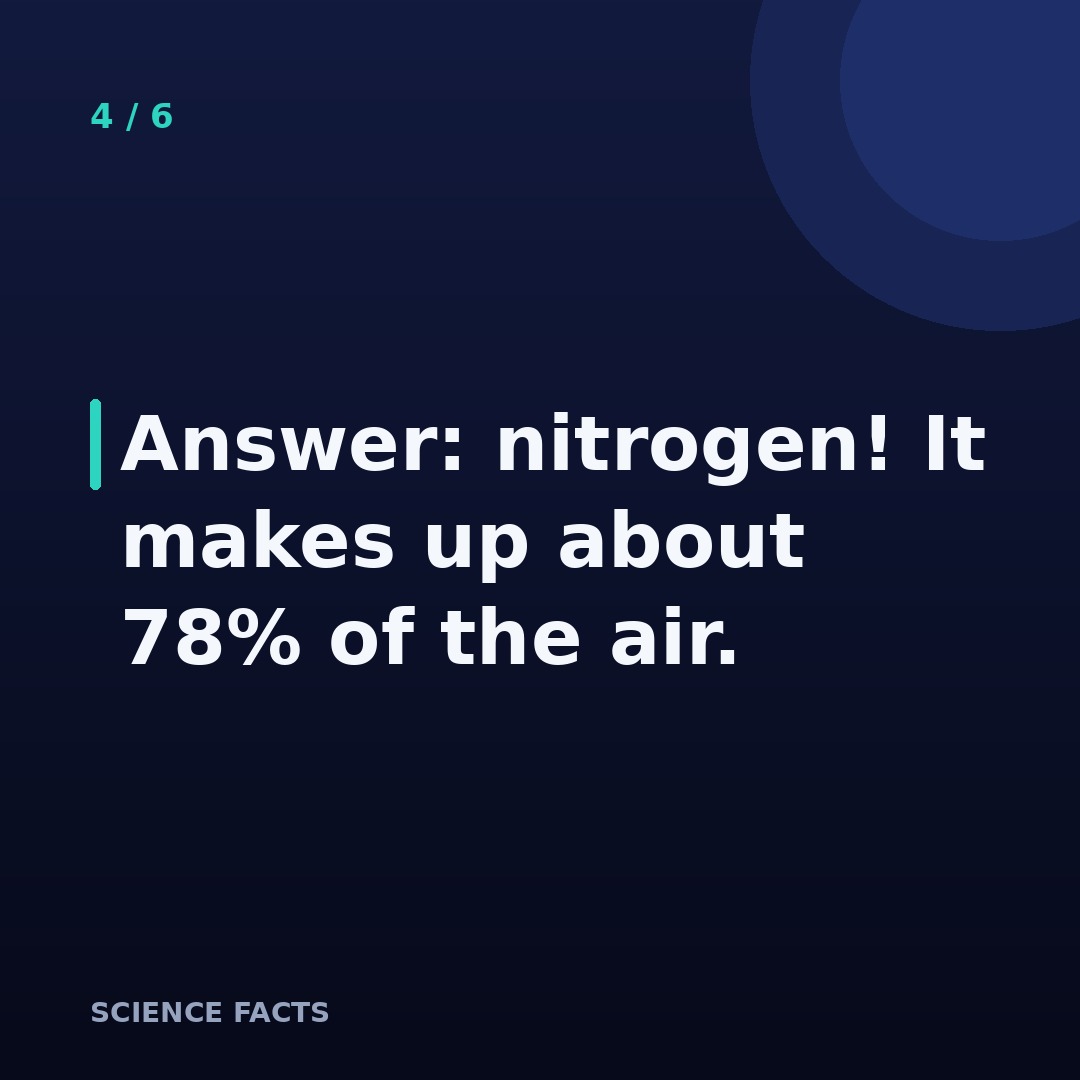 4 / 6
Answer: nitrogen! It
makes up about
78% of the air.
SCIENCE FACTS